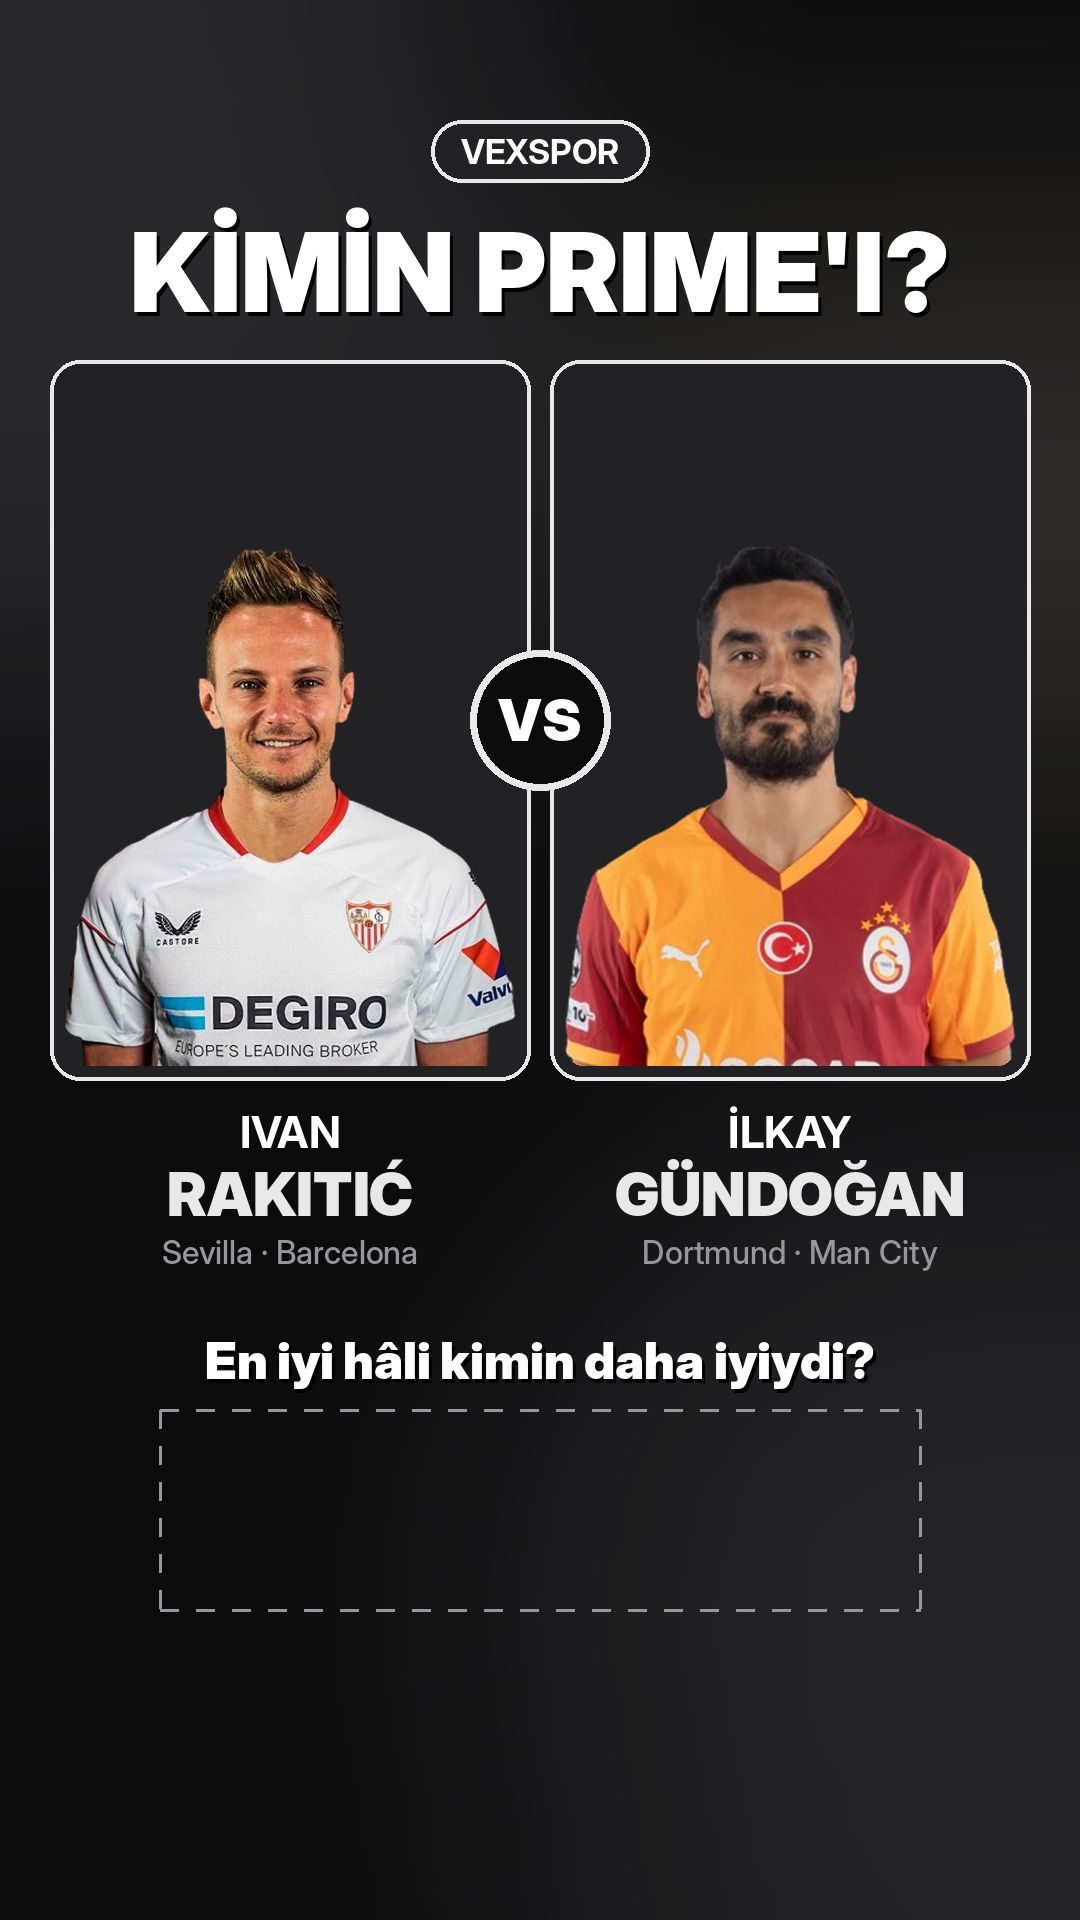 VEXSPOR
KİMİN PRIME'I?
VS
CASTORE
DEGIRO
EUROPE'S LEADING BROKER
10
IVAN
RAKITIĆ
Sevilla · Barcelona
İLKAY
GÜNDOĞAN
Dortmund · Man City
En iyi hâli kimin daha iyiydi?